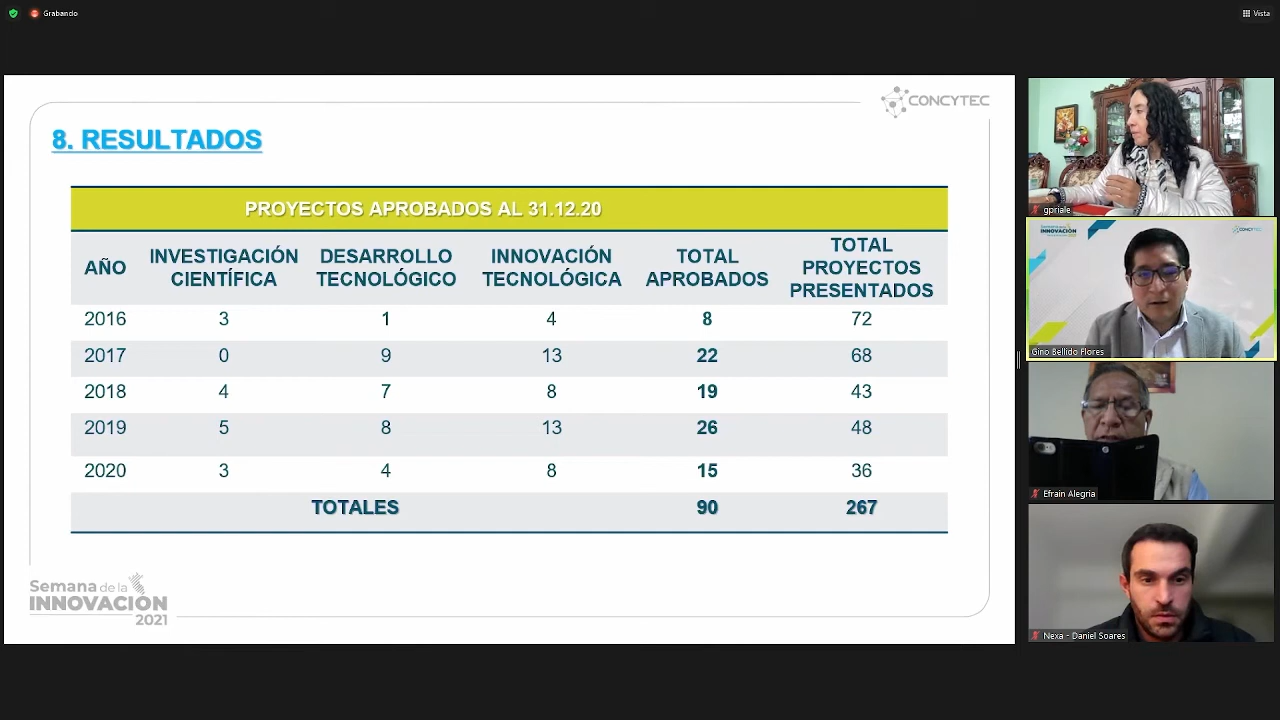 Grabando
Vista
CONCYTEC
8. RESULTADOS
PROYECTOS APROBADOS AL 31.12.20
AÑO INVESTIGACIÓN CIENTÍFICA DESARROLLO TECNOLÓGICO INNOVACIÓN TECNOLÓGICA TOTAL APROBADOS TOTAL PROYECTOS PRESENTADOS
2016 3 1 4 8 72
2017 0 9 13 22 68
2018 4 7 8 19 43
2019 5 8 13 26 48
2020 3 4 8 15 36
TOTALES 90 267
Semana de la
INNOVACIÓN
2021
gpriale
INNOVACIÓN
CONCYTEC
Gino Bellido Flores
Efrain Alegria
Nexa - Daniel Soares